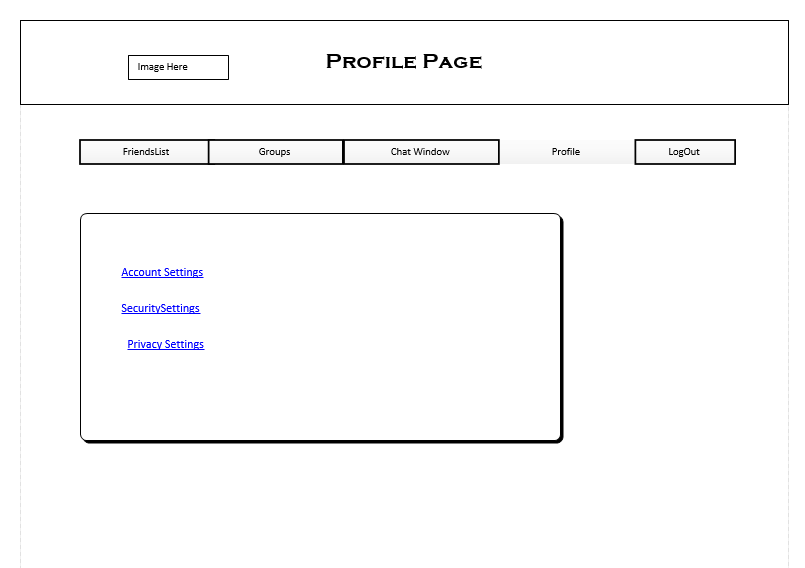 Image Here
Profile Page
FriendsList Groups Chat Window Profile LogOut
Account Settings
SecuritySettings
Privacy Settings